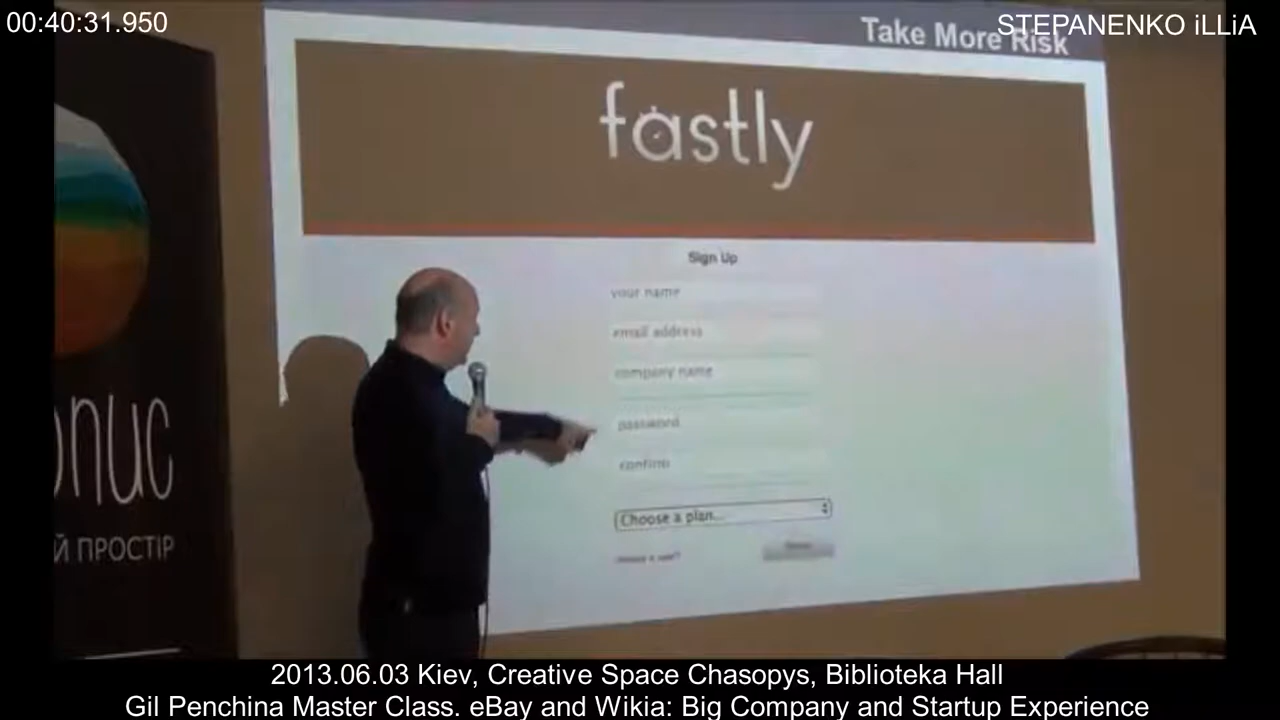 00:40:31.950
STEPANENKO iLLiA
Take More Risk
fastly
Sign Up
your name
email address
company name
password
confirm
Choose a plan...
опис
й простір
2013.06.03 Kiev, Creative Space Chasopys, Biblioteka Hall
Gil Penchina Master Class. eBay and Wikia: Big Company and Startup Experience